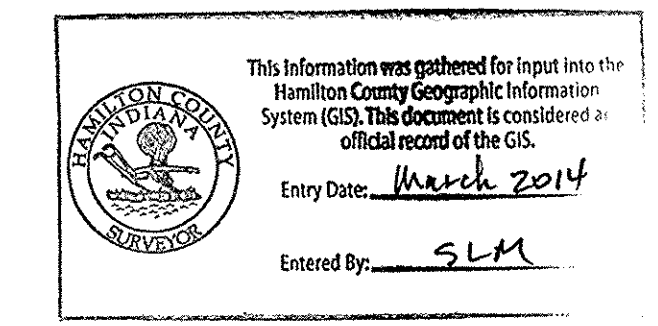 This information was gathered for input into the
Hamilton County Geographic Information
System (GIS). This document is considered a
official record of the GIS.
HAMILTON COUNTY
INDIANA
SURVEYOR
Entry Date: March 2014
Entered By: SLM